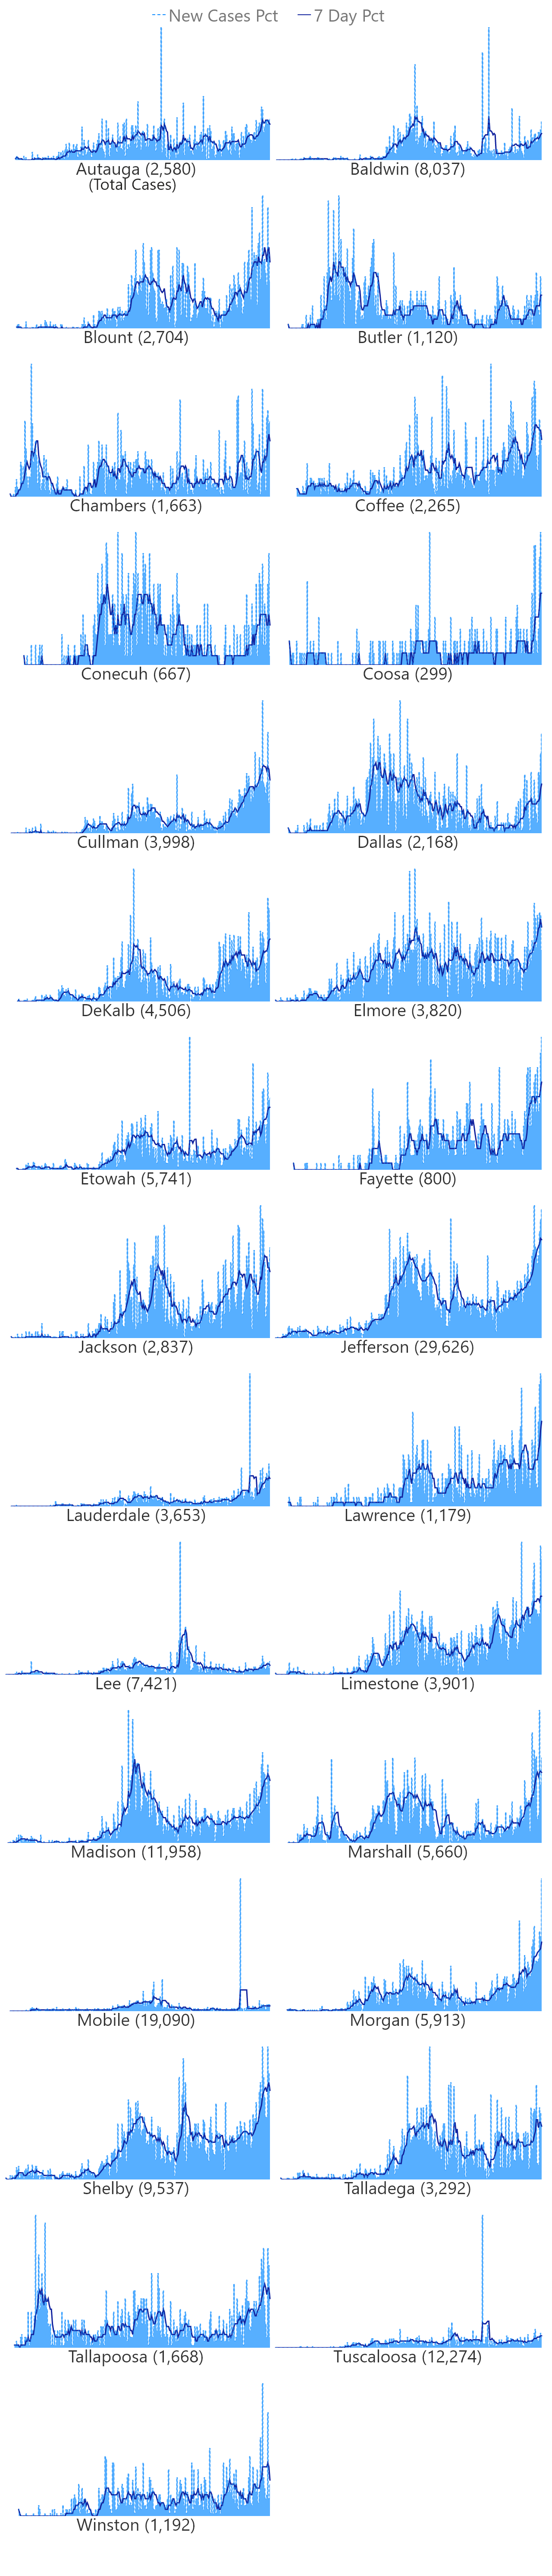 New Cases Pct 7 Day Pct
Autauga (2,580) Baldwin (8,037)
(Total Cases)
Blount (2,704) Butler (1,120)
Chambers (1,663) Coffee (2,265)
Conecuh (667) Coosa (299)
Cullman (3,998) Dallas (2,168)
DeKalb (4,506) Elmore (3,820)
Etowah (5,741) Fayette (800)
Jackson (2,837) Jefferson (29,626)
Lauderdale (3,653) Lawrence (1,179)
Lee (7,421) Limestone (3,901)
Madison (11,958) Marshall (5,660)
Mobile (19,090) Morgan (5,913)
Shelby (9,537) Talladega (3,292)
Tallapoosa (1,668) Tuscaloosa (12,274)
Winston (1,192)